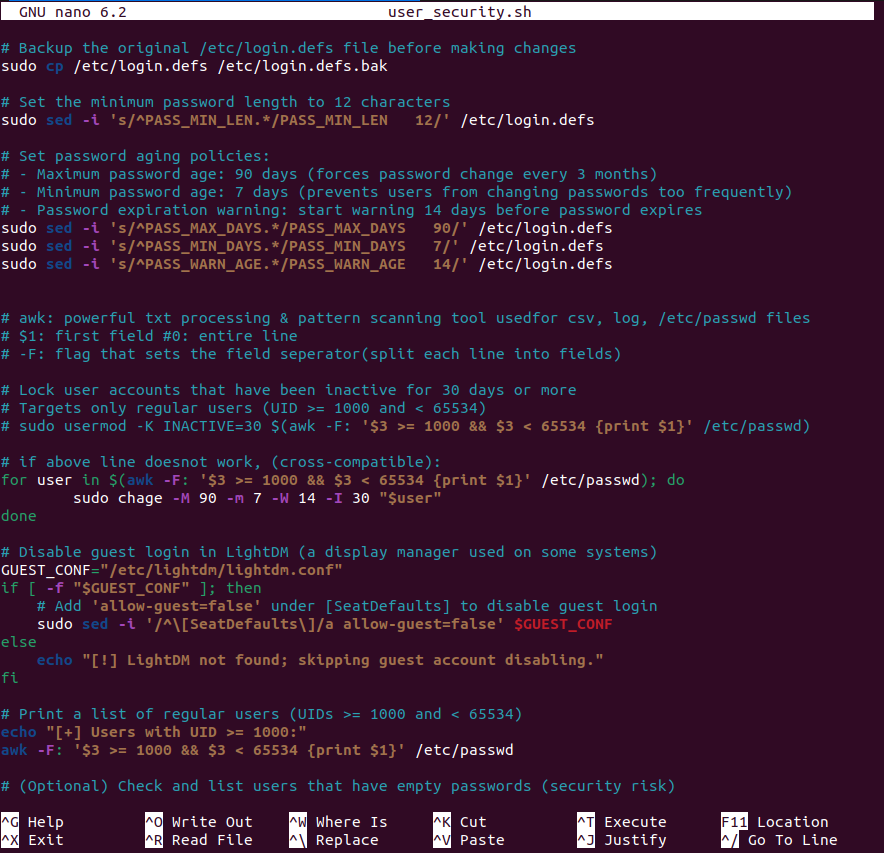 GNU nano 6.2 user_security.sh
# Backup the original /etc/login.defs file before making changes
sudo cp /etc/login.defs /etc/login.defs.bak
# Set the minimum password length to 12 characters
sudo sed -i 's/^PASS_MIN_LEN.*/PASS_MIN_LEN   12/' /etc/login.defs
# Set password aging policies:
# - Maximum password age: 90 days (forces password change every 3 months)
# - Minimum password age: 7 days (prevents users from changing passwords too frequently)
# - Password expiration warning: start warning 14 days before password expires
sudo sed -i 's/^PASS_MAX_DAYS.*/PASS_MAX_DAYS   90/' /etc/login.defs
sudo sed -i 's/^PASS_MIN_DAYS.*/PASS_MIN_DAYS   7/' /etc/login.defs
sudo sed -i 's/^PASS_WARN_AGE.*/PASS_WARN_AGE   14/' /etc/login.defs
# awk: powerful txt processing & pattern scanning tool usedfor csv, log, /etc/passwd files
# $1: first field #0: entire line
# -F: flag that sets the field seperator(split each line into fields)
# Lock user accounts that have been inactive for 30 days or more
# Targets only regular users (UID >= 1000 and < 65534)
# sudo usermod -K INACTIVE=30 $(awk -F: '$3 >= 1000 && $3 < 65534 {print $1}' /etc/passwd)
# if above line doesnot work, (cross-compatible):
for user in $(awk -F: '$3 >= 1000 && $3 < 65534 {print $1}' /etc/passwd); do
        sudo chage -M 90 -m 7 -W 14 -I 30 "$user"
done
# Disable guest login in LightDM (a display manager used on some systems)
GUEST_CONF="/etc/lightdm/lightdm.conf"
if [ -f "$GUEST_CONF" ]; then
    # Add 'allow-guest=false' under [SeatDefaults] to disable guest login
    sudo sed -i '/^\[SeatDefaults\]/a allow-guest=false' $GUEST_CONF
else
    echo "[!] LightDM not found; skipping guest account disabling."
fi
# Print a list of regular users (UIDs >= 1000 and < 65534)
echo "[+] Users with UID >= 1000:"
awk -F: '$3 >= 1000 && $3 < 65534 {print $1}' /etc/passwd
# (Optional) Check and list users that have empty passwords (security risk)
^G Help ^O Write Out ^W Where Is ^K Cut ^T Execute F11 Location
^X Exit ^R Read File ^\ Replace ^V Paste ^J Justify ^/ Go To Line